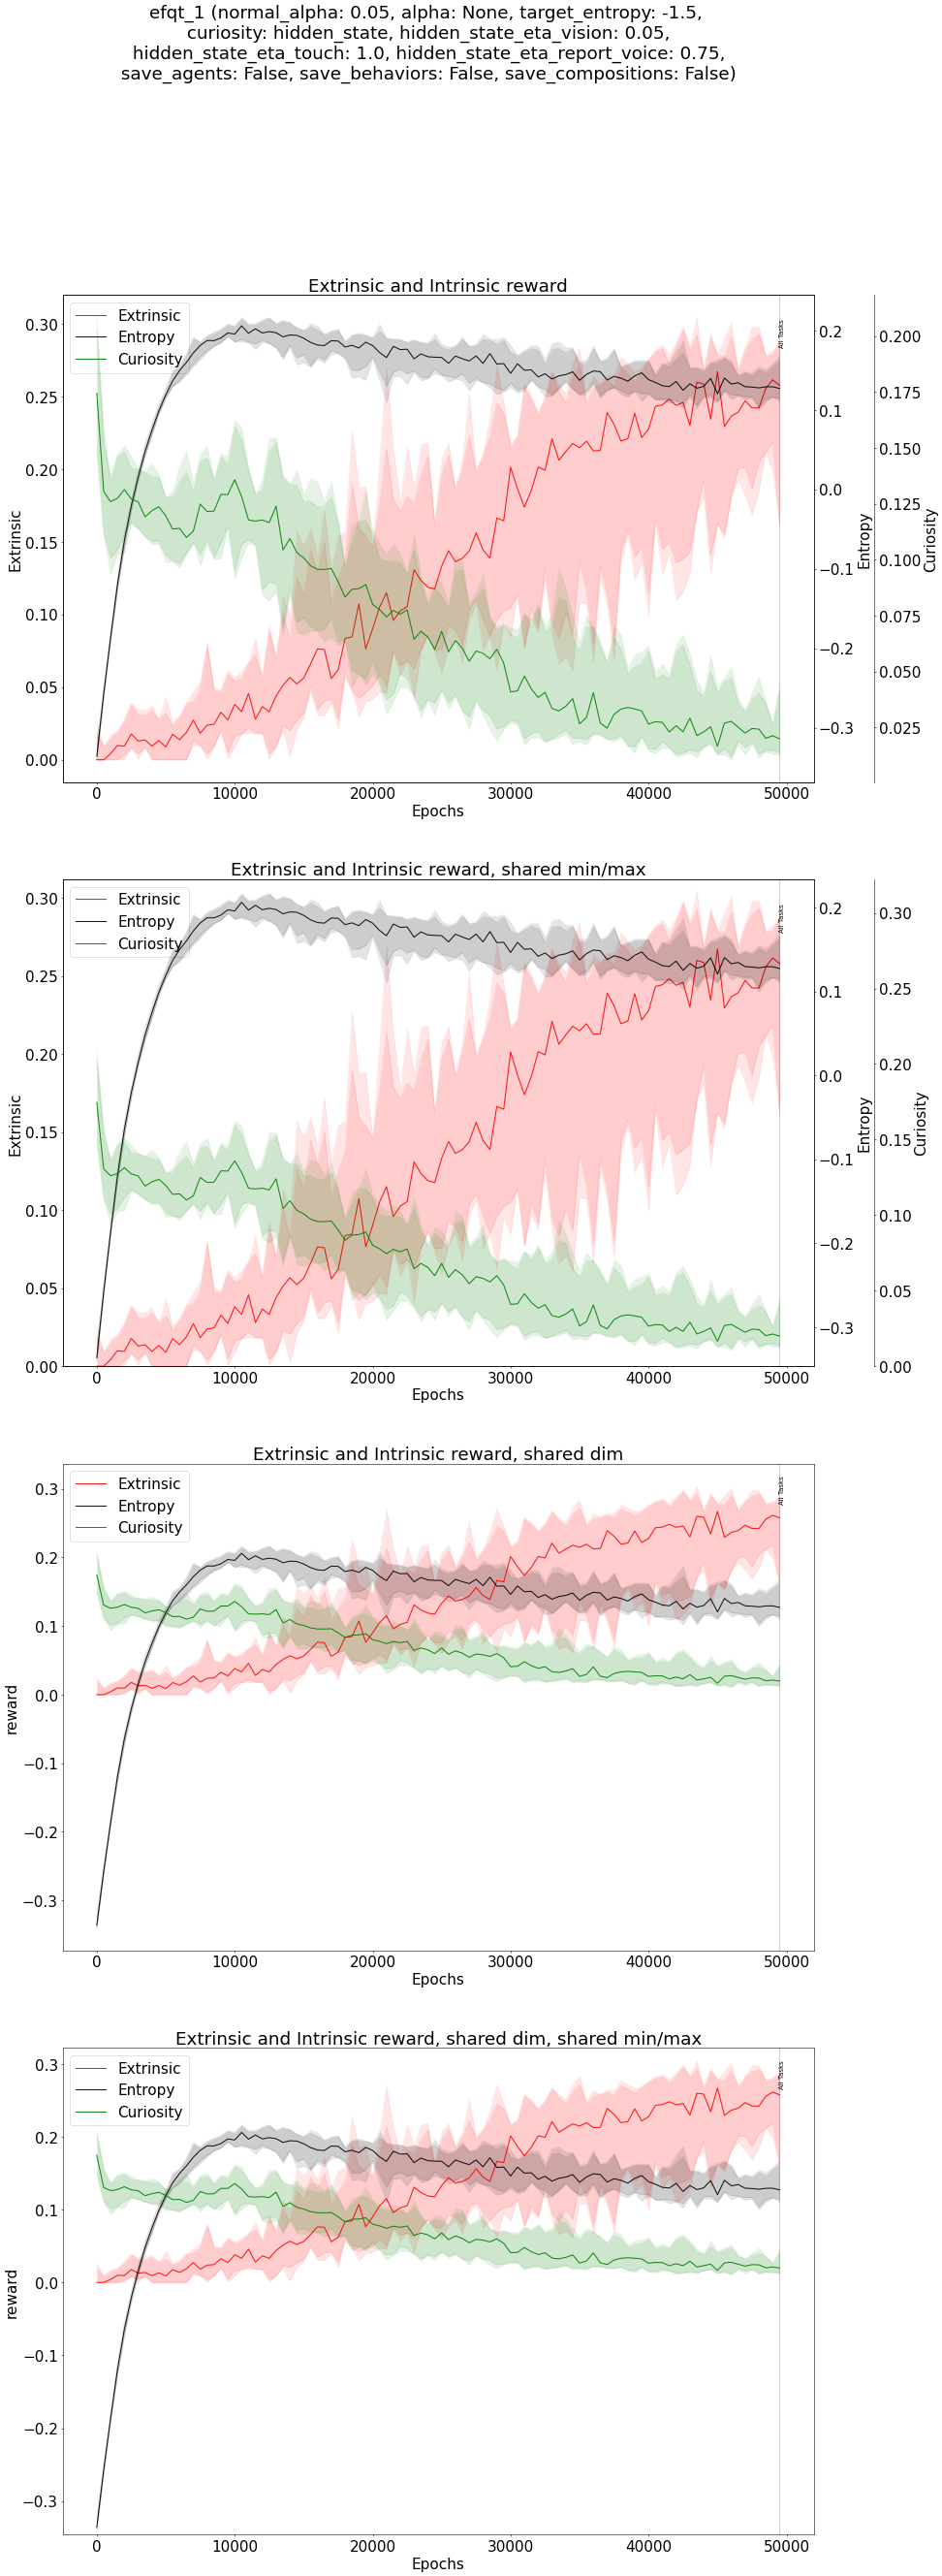 efqt_1 (normal_alpha: 0.05, alpha: None, target_entropy: -1.5,
curiosity: hidden_state, hidden_state_eta_vision: 0.05,
hidden_state_eta_touch: 1.0, hidden_state_eta_report_voice: 0.75,
save_agents: False, save_behaviors: False, save_compositions: False)
Extrinsic and Intrinsic reward
Extrinsic
Entropy
Curiosity
All Tasks
0.30
0.25
0.20
0.15
0.10
0.05
0.00
Extrinsic
0.2
0.1
0.0
−0.1
−0.2
−0.3
Entropy
0.200
0.175
0.150
0.125
0.100
0.075
0.050
0.025
Curiosity
0 10000 20000 30000 40000 50000
Epochs
Extrinsic and Intrinsic reward, shared min/max
Extrinsic
Entropy
Curiosity
All Tasks
0.30
0.25
0.20
0.15
0.10
0.05
0.00
Extrinsic
0.2
0.1
0.0
−0.1
−0.2
−0.3
Entropy
0.30
0.25
0.20
0.15
0.10
0.05
0.00
Curiosity
0 10000 20000 30000 40000 50000
Epochs
Extrinsic and Intrinsic reward, shared dim
Extrinsic
Entropy
Curiosity
All Tasks
0.3
0.2
0.1
0.0
−0.1
−0.2
−0.3
reward
0 10000 20000 30000 40000 50000
Epochs
Extrinsic and Intrinsic reward, shared dim, shared min/max
Extrinsic
Entropy
Curiosity
All Tasks
0.3
0.2
0.1
0.0
−0.1
−0.2
−0.3
reward
0 10000 20000 30000 40000 50000
Epochs